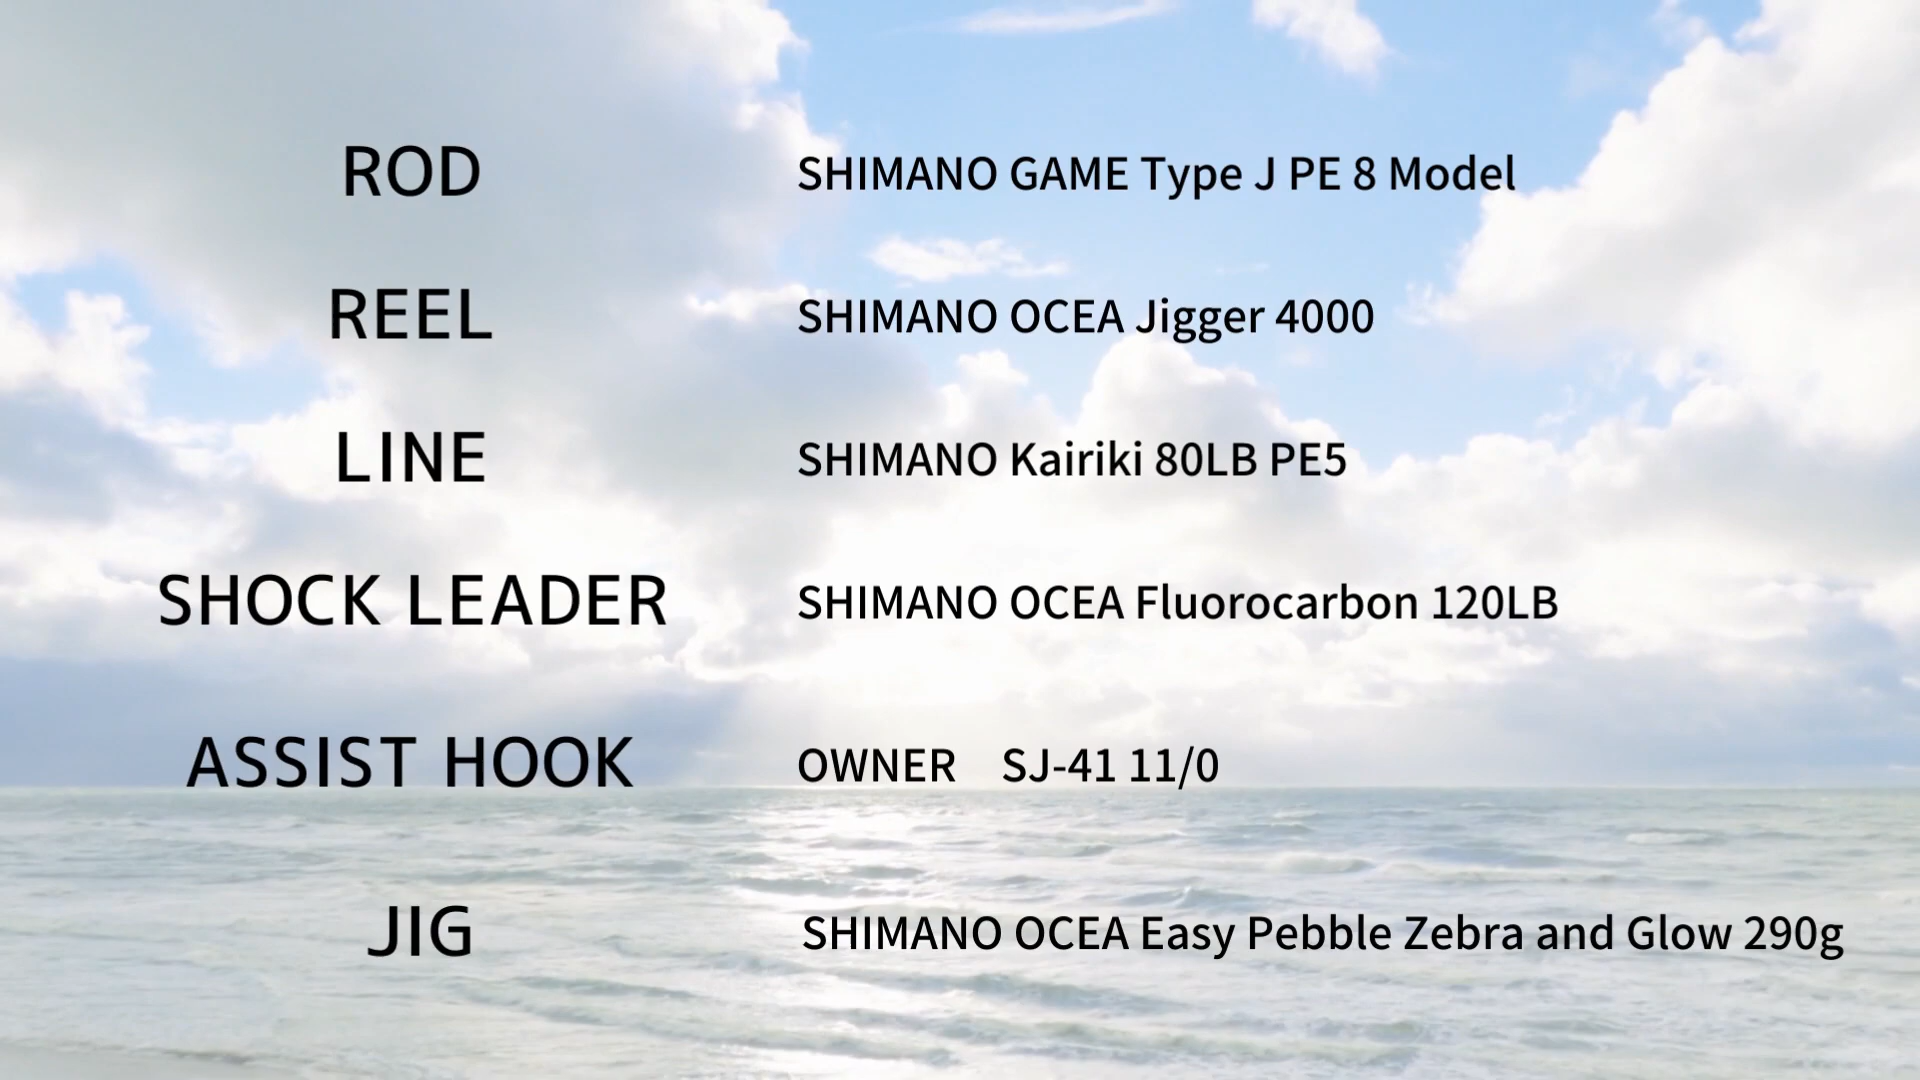 ROD SHIMANO GAME Type J PE 8 Model
REEL SHIMANO OCEA Jigger 4000
LINE SHIMANO Kairiki 80LB PE5
SHOCK LEADER SHIMANO OCEA Fluorocarbon 120LB
ASSIST HOOK OWNER SJ-41 11/0
JIG SHIMANO OCEA Easy Pebble Zebra and Glow 290g